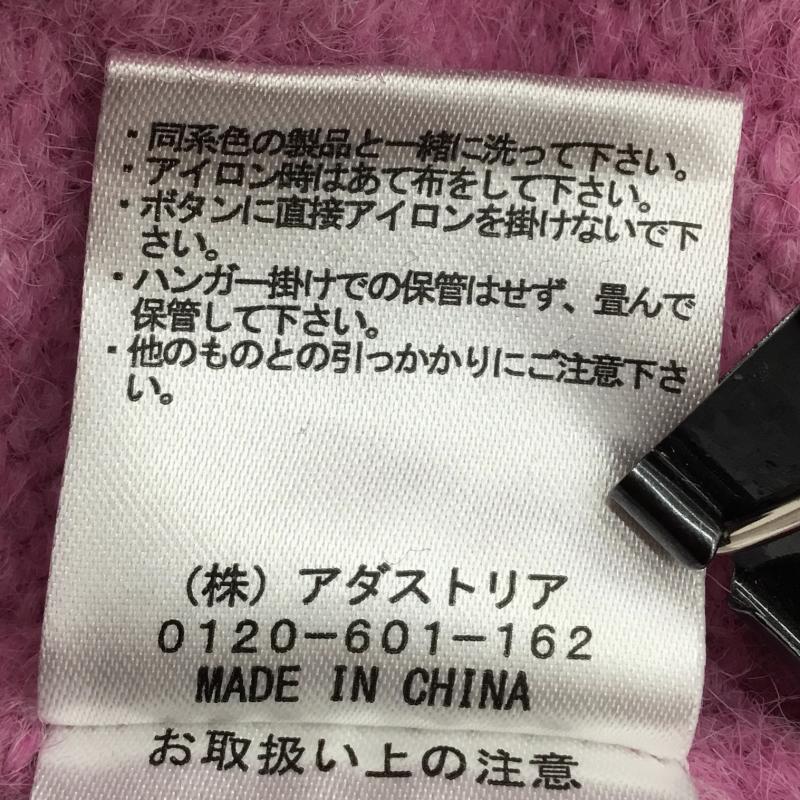 ・同系色の製品と一緒に洗って下さい。
・アイロン時はあて布をして下さい。
・ボタンに直接アイロンを掛けないで下
さい。
・ハンガー掛けでの保管はせず、畳んで
保管して下さい。
・他のものとの引っかかりにご注意下さ
い。
（株）アダストリア
0120-601-162
MADE IN CHINA
お取扱い上の注意